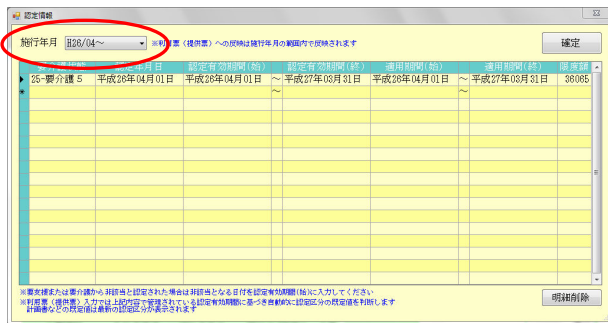 認定情報
施行年月 H26/04～ ※利用票（提供票）への反映は施行年月の範囲内で反映されます 確定
認定年月日 認定有効期間(始) 認定有効期間(終) 適用期間(始) 適用期間(終) 限度額
25-要介護5 平成26年04月01日 平成26年04月01日 ～ 平成27年03月31日 平成26年04月01日 ～ 平成27年03月31日 36065
～ ～
※要支援または要介護から非該当と認定された場合は非該当となる日付を認定有効期間(始)に入力してください
※利用票（提供票）入力では上記内容で管理されている認定有効期間に基づき自動的に認定区分の既定値を判断します
計画書などの既定値は最新の認定区分が表示されます
明細削除